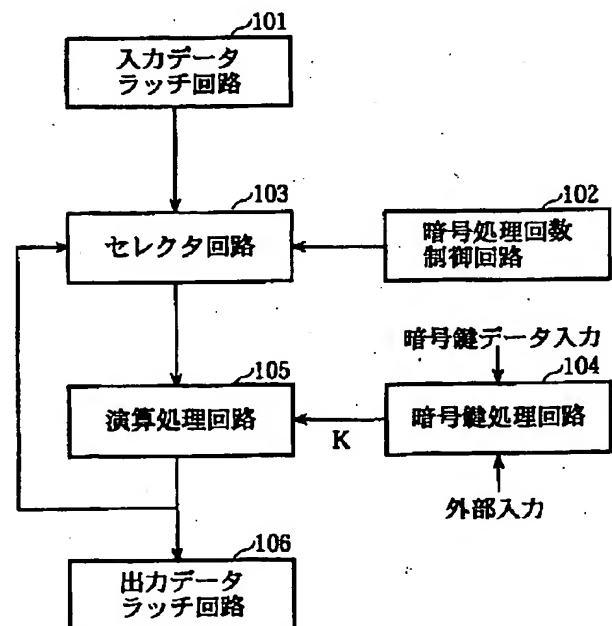 101
入力データ
ラッチ回路
103
セレクタ回路
102
暗号処理回数
制御回路
暗号鍵データ入力
105
演算処理回路
104
暗号鍵処理回路
K
外部入力
106
出力データ
ラッチ回路